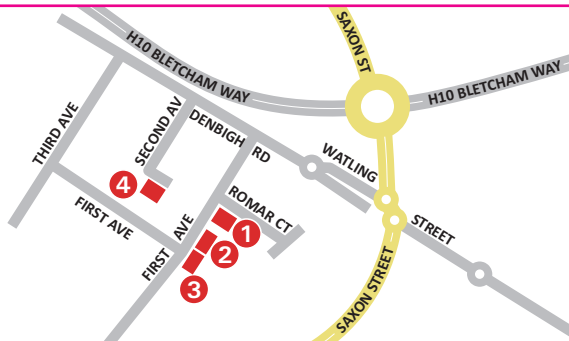 SAXON ST
H10 BLETCHAM WAY
H10 BLETCHAM WAY
THIRD AVE
SECOND AV
DENBIGH RD
WATLING
STREET
4
ROMAR CT
FIRST AVE
FIRST AVE
1
2
3
SAXON STREET